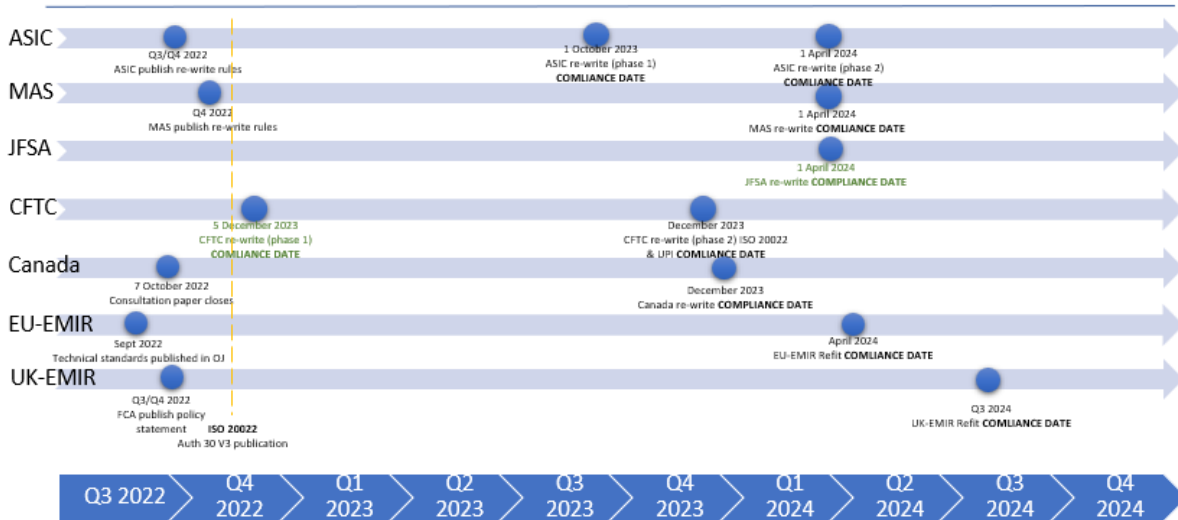 ASIC
Q3/Q4 2022
ASIC publish re-write rules
1 October 2023
ASIC re-write (phase 1)
COMLIANCE DATE
1 April 2024
ASIC re-write (phase 2)
COMLIANCE DATE
MAS
Q4 2022
MAS publish re-write rules
1 April 2024
MAS re-write COMLIANCE DATE
JFSA
1 April 2024
JFSA re-write COMPLIANCE DATE
CFTC
5 December 2023
CFTC re-write (phase 1)
COMLIANCE DATE
December 2023
CFTC re-write (phase 2) ISO 20022
& UPI COMLIANCE DATE
Canada
7 October 2022
Consultation paper closes
December 2023
Canada re-write COMPLIANCE DATE
EU-EMIR
Sept 2022
Technical standards published in OJ
April 2024
EU-EMIR Refit COMLIANCE DATE
UK-EMIR
Q3/Q4 2022
FCA publish policy
statement
ISO 20022
Auth 30 V3 publication
Q3 2024
UK-EMIR Refit COMLIANCE DATE
Q3 2022
Q4
2022
Q1
2023
Q2
2023
Q3
2023
Q4
2023
Q1
2024
Q2
2024
Q3
2024
Q4
2024